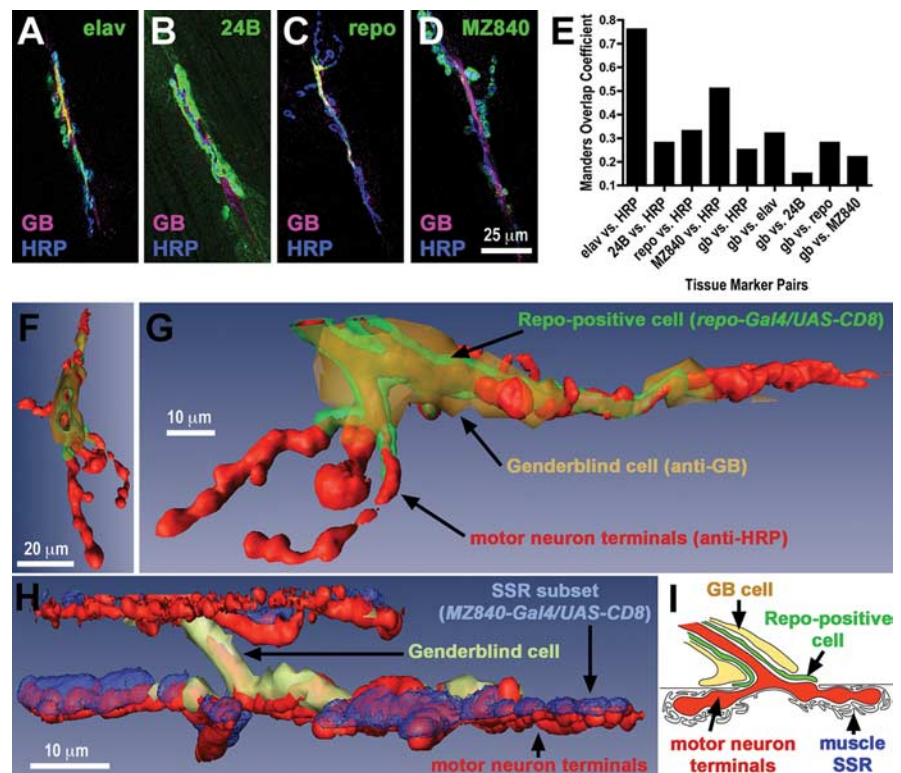 A elav
GB
HRP
B 24B
GB
HRP
C repo
GB
HRP
D MZ840
GB
HRP
25 µm
E
Manders Overlap Coefficient
0.8
0.7
0.6
0.5
0.4
0.3
0.2
0.1
elav vs. HRP
24B vs. HRP
repo vs. HRP
MZ840 vs. HRP
gb vs. HRP
gb vs. elav
gb vs. 24B
gb vs. repo
gb vs. MZ840
Tissue Marker Pairs
F
20 µm
G
Repo-positive cell (repo-Gal4/UAS-CD8)
10 µm
Genderblind cell (anti-GB)
motor neuron terminals (anti-HRP)
H
SSR subset
(MZ840-Gal4/UAS-CD8)
Genderblind cell
10 µm
motor neuron terminals
I
GB cell
Repo-positive
cell
motor neuron
terminals
muscle
SSR